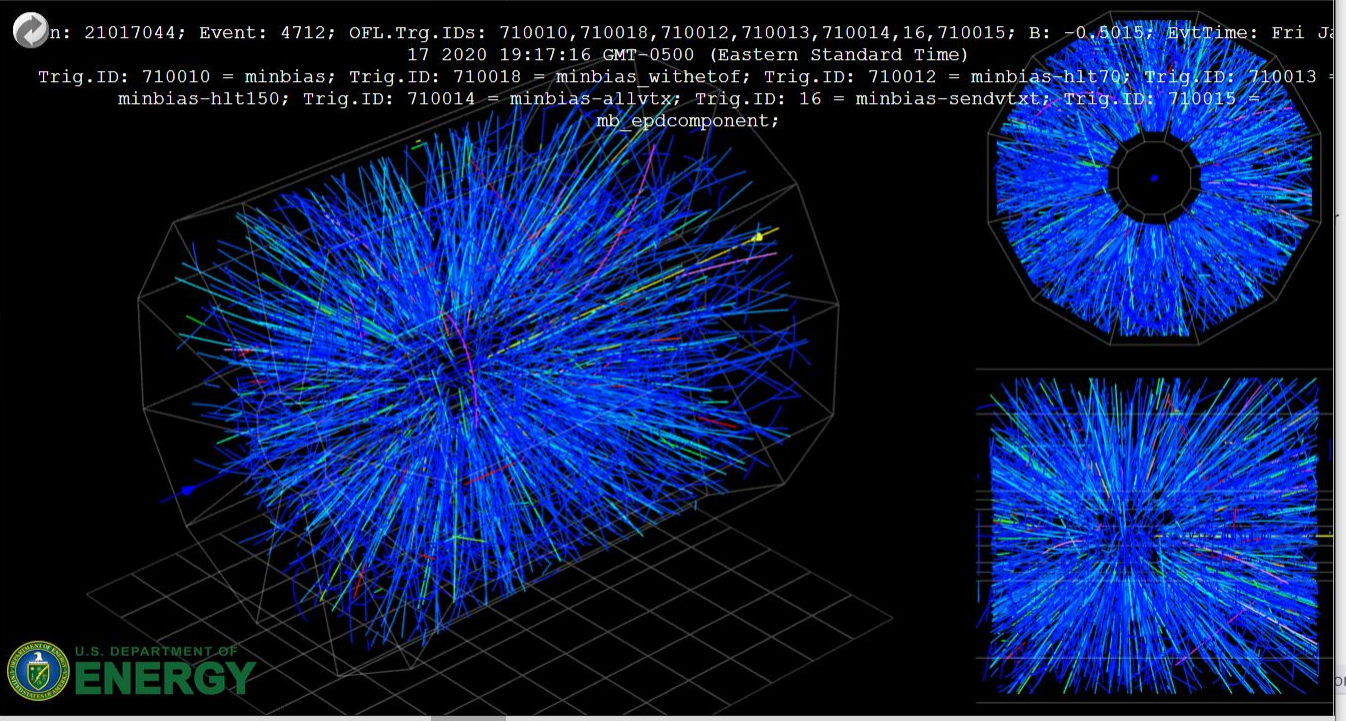 n: 21017044; Event: 4712; OFL.Trg.IDs: 710010,710018,710012,710013,710014,16,710015; B: -0.5015; EvtTime: Fri Ja
17 2020 19:17:16 GMT-0500 (Eastern Standard Time)
Trig.ID: 710010 = minbias; Trig.ID: 710018 = minbias_withetof; Trig.ID: 710012 = minbias-hlt70; Trig.ID: 710013 =
minbias-hlt150; Trig.ID: 710014 = minbias-allvtx; Trig.ID: 16 = minbias-sendvtxt; Trig.ID: 710015 =
mb_epdcomponent;
U.S. DEPARTMENT OF
ENERGY